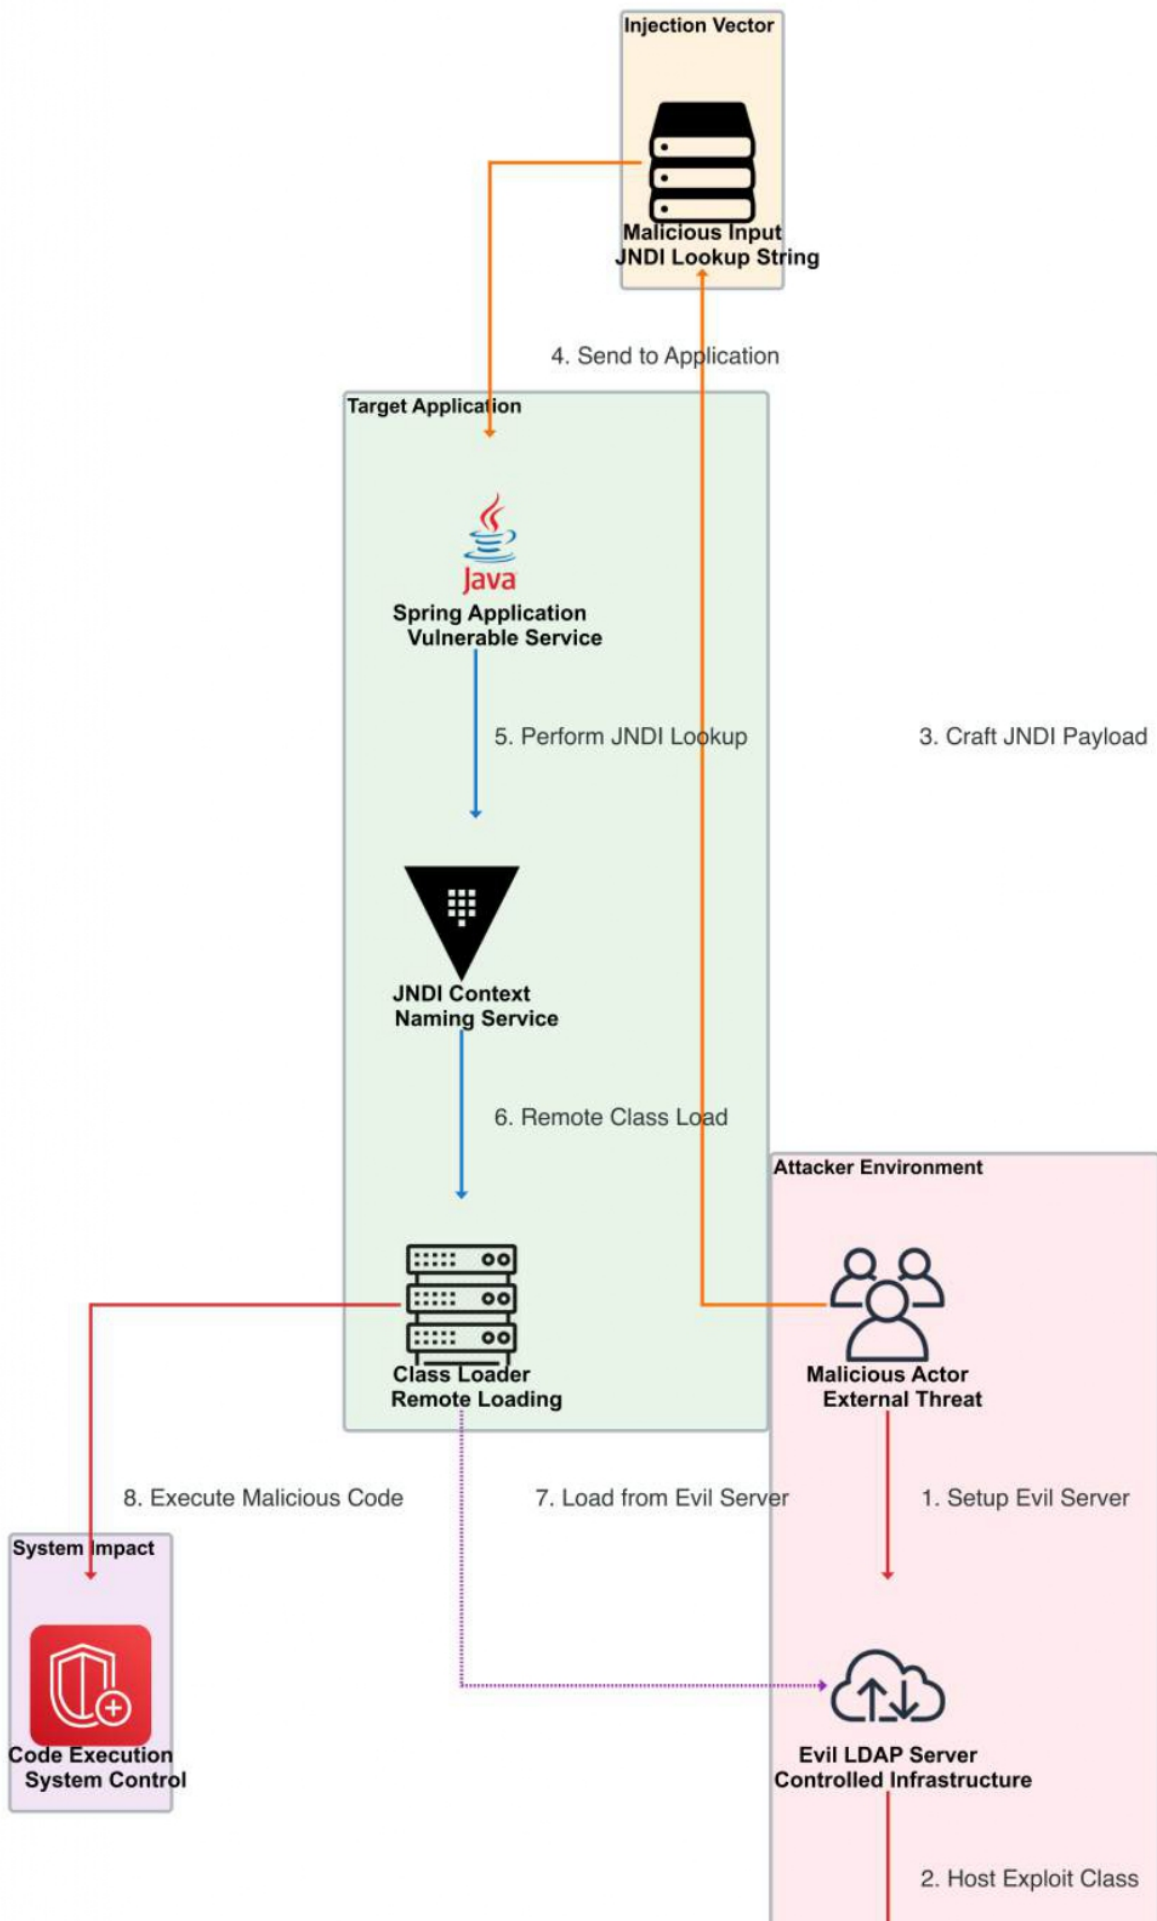 Injection Vector
Malicious Input
JNDI Lookup String
4. Send to Application
Target Application
Java
Spring Application
Vulnerable Service
5. Perform JNDI Lookup
3. Craft JNDI Payload
JNDI Context
Naming Service
6. Remote Class Load
Attacker Environment
Class Loader
Remote Loading
Malicious Actor
External Threat
8. Execute Malicious Code
7. Load from Evil Server
1. Setup Evil Server
System Impact
Code Execution
System Control
Evil LDAP Server
Controlled Infrastructure
2. Host Exploit Class